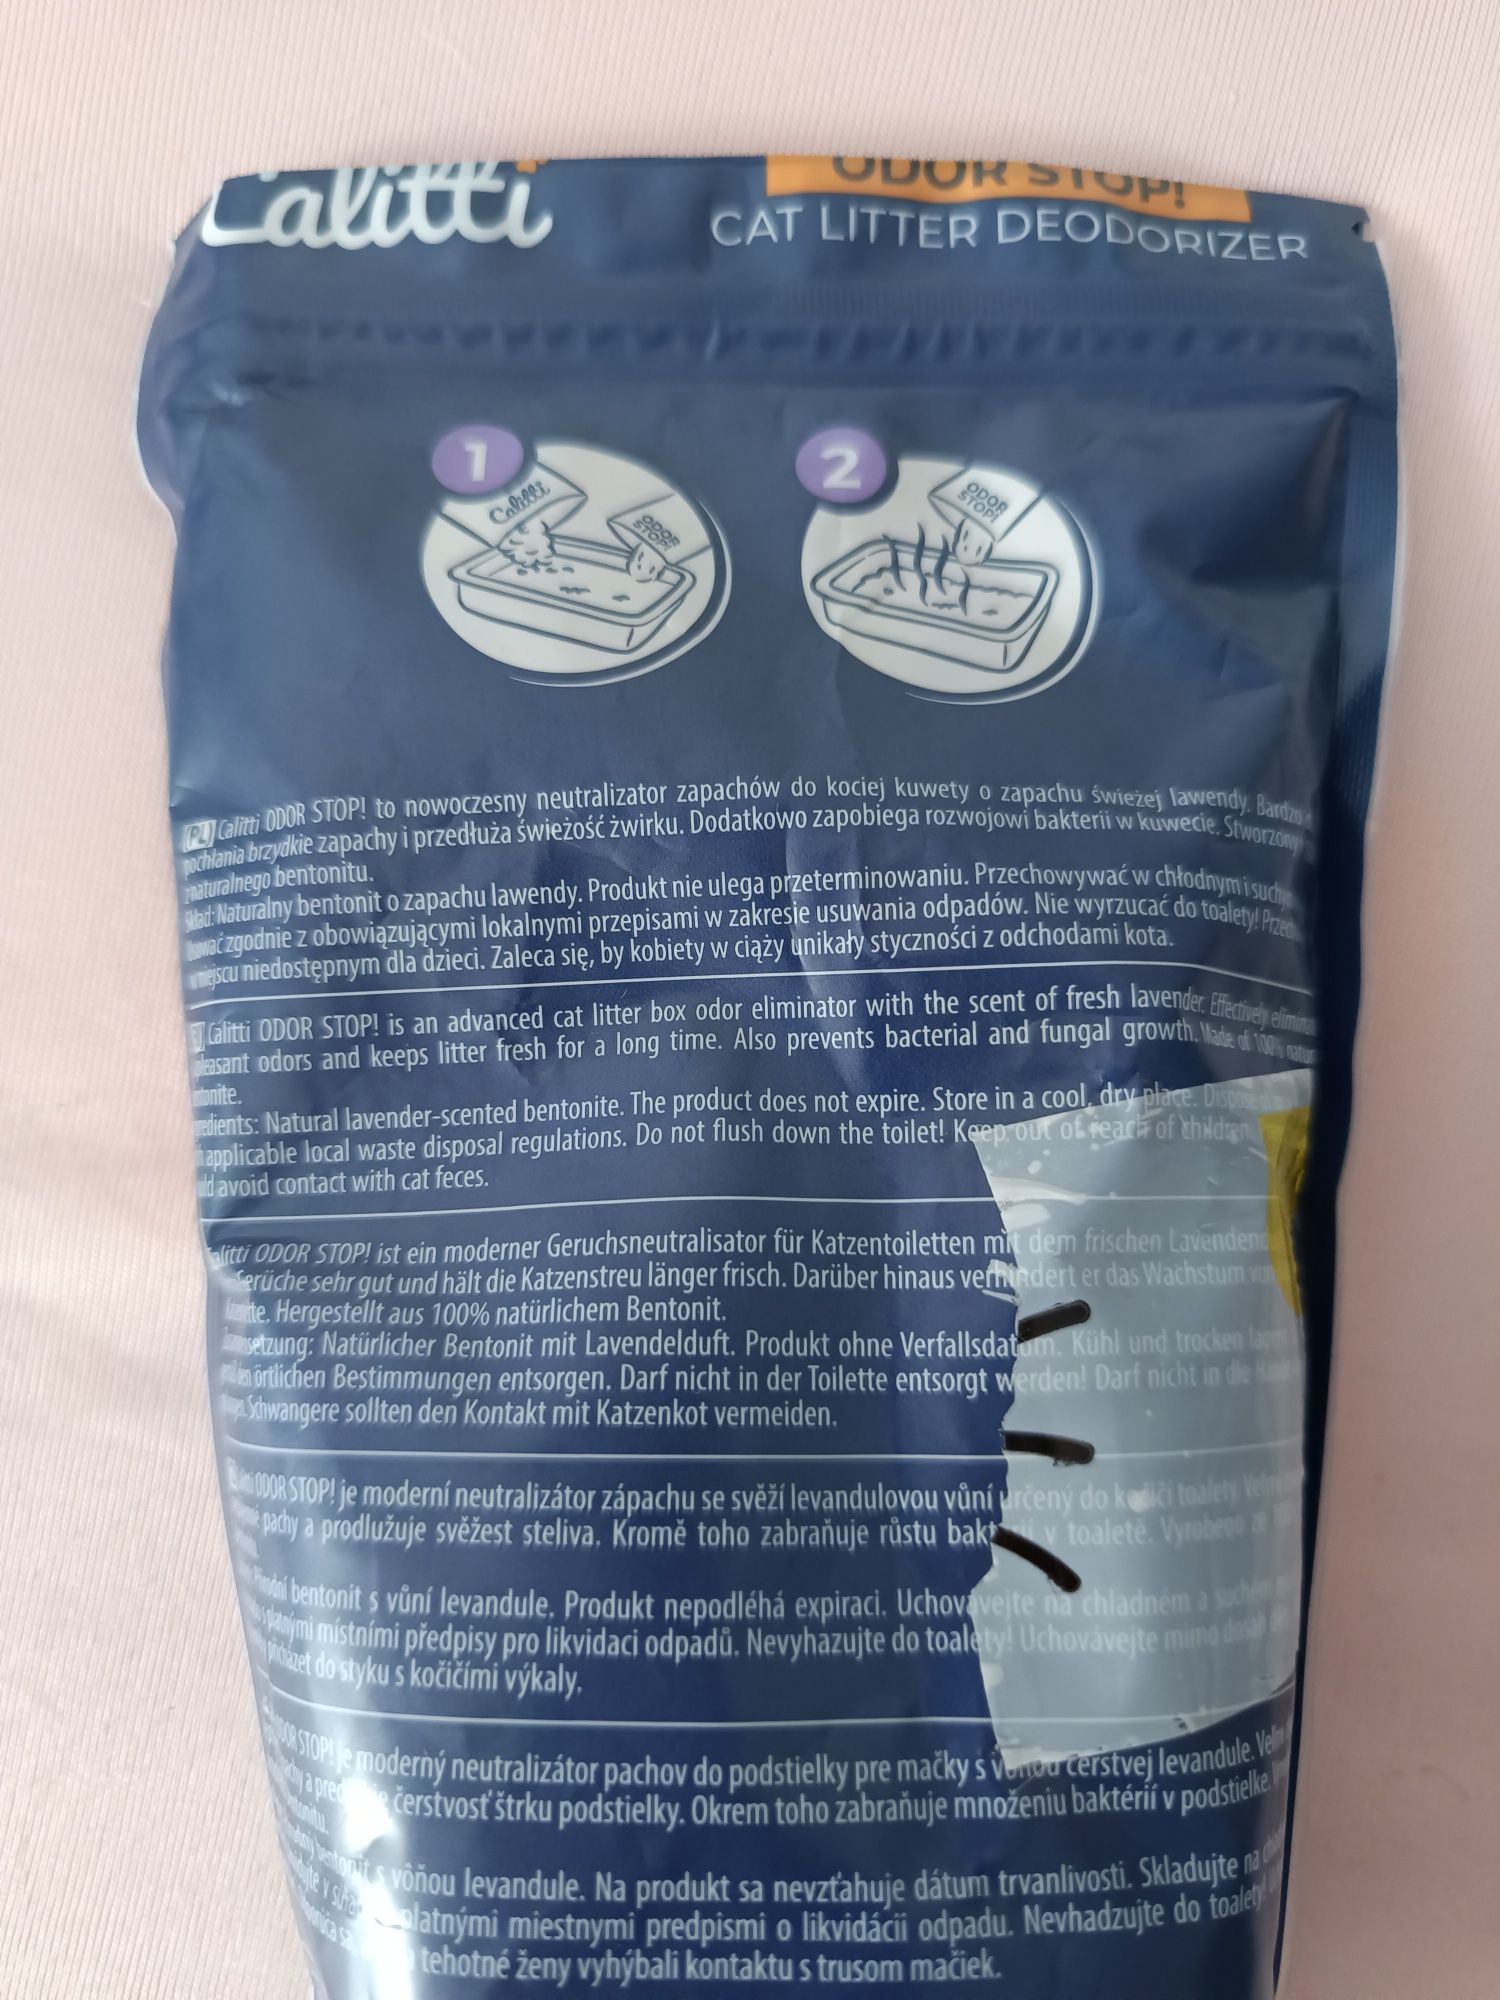 Calitti
ODOR STOP!
CAT LITTER DEODORIZER
1
2
Calitti
ODOR
STOP!
ODOR
STOP!
PL Calitti ODOR STOP! to nowoczesny neutralizator zapachów do kociej kuwety o zapachu świeżej lawendy. Bardzo
pochłania brzydkie zapachy i przedłuża świeżość żwirku. Dodatkowo zapobiega rozwojowi bakterii w kuwecie. Stworzony
z naturalnego bentonitu.
Skład: Naturalny bentonit o zapachu lawendy. Produkt nie ulega przeterminowaniu. Przechowywać w chłodnym i suchym
Usuwać zgodnie z obowiązującymi lokalnymi przepisami w zakresie usuwania odpadów. Nie wyrzucać do toalety!
w miejscu niedostępnym dla dzieci. Zaleca się, by kobiety w ciąży unikały styczności z odchodami kota.
Calitti ODOR STOP! is an advanced cat litter box odor eliminator with the scent of fresh lavender. Effectively
odors and keeps litter fresh for a long time. Also prevents bacterial and fungal growth. Made of 100%
Natural lavender-scented bentonite. The product does not expire. Store in a cool, dry place.
applicable local waste disposal regulations. Do not flush down the toilet! Keep out of reach of children.
avoid contact with cat feces.
Calitti ODOR STOP! ist ein moderner Geruchsneutralisator für Katzentoiletten mit dem frischen
Gerüche sehr gut und hält die Katzenstreu länger frisch. Darüber hinaus verhindert er das Wachstum von
Hergestellt aus 100% natürlichem Bentonit.
Natürlicher Bentonit mit Lavendelduft. Produkt ohne Verfallsdatum. Kühl und trocken
den örtlichen Bestimmungen entsorgen. Darf nicht in der Toilette entsorgt werden! Darf nicht in die
Schwangere sollten den Kontakt mit Katzenkot vermeiden.
ODOR STOP! je moderní neutralizátor zápachu se svěží levandulovou vůní určený do kočičí toalety.
pachy a prodlužuje svěžest steliva. Kromě toho zabraňuje růstu bakterií v toaletě. Vyrobeno ze
Přírodní bentonit s vůní levandule. Produkt nepodléhá expiraci. Uchovávejte na chladném a
s platnými místními předpisy pro likvidaci odpadů. Nevyhazujte do toalety! Uchovávejte mimo
přicházet do styku s kočičími výkaly.
ODOR STOP! je moderný neutralizátor pachov do podstielky pre mačky s vôňou čerstvej levandule.
čerstvosť štrku podstielky. Okrem toho zabraňuje množeniu baktérií v podstielke.
bentonit s vôňou levandule. Na produkt sa nevzťahuje dátum trvanlivosti. Skladujte na
platnými miestnymi predpismi o likvidácii odpadu. Nevhadzujte do toalety!
tehotné ženy vyhýbali kontaktu s trusom mačiek.